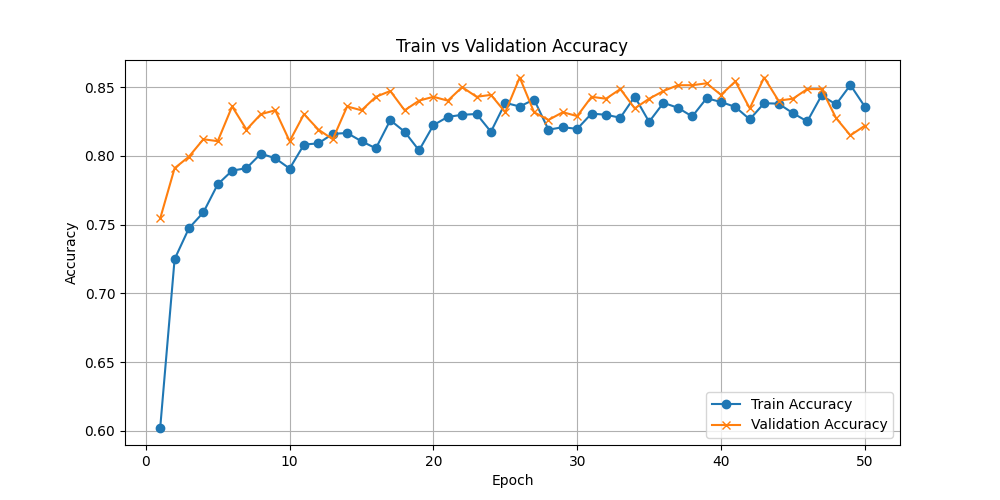 Train vs Validation Accuracy
0.85
0.80
0.75
0.70
0.65
0.60
Accuracy
Train Accuracy
Validation Accuracy
0 10 20 30 40 50
Epoch